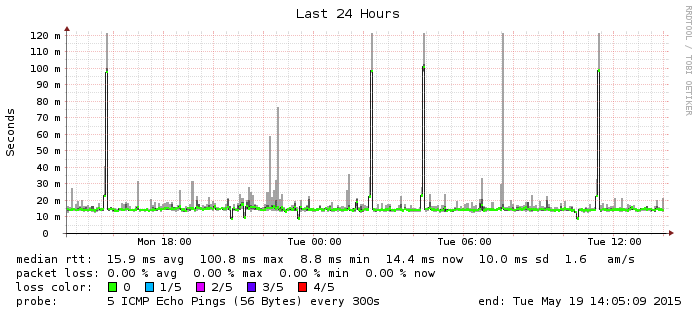 Last 24 Hours
RRDTOOL / TOBI OETIKER
Seconds
120 m
110 m
100 m
90 m
80 m
70 m
60 m
50 m
40 m
30 m
20 m
10 m
0
Mon 18:00 Tue 00:00 Tue 06:00 Tue 12:00
median rtt: 15.9 ms avg 100.8 ms max 8.8 ms min 14.4 ms now 10.0 ms sd 1.6 am/s
packet loss: 0.00 % avg 0.00 % max 0.00 % min 0.00 % now
loss color: 0 1/5 2/5 3/5 4/5
probe: 5 ICMP Echo Pings (56 Bytes) every 300s end: Tue May 19 14:05:09 2015